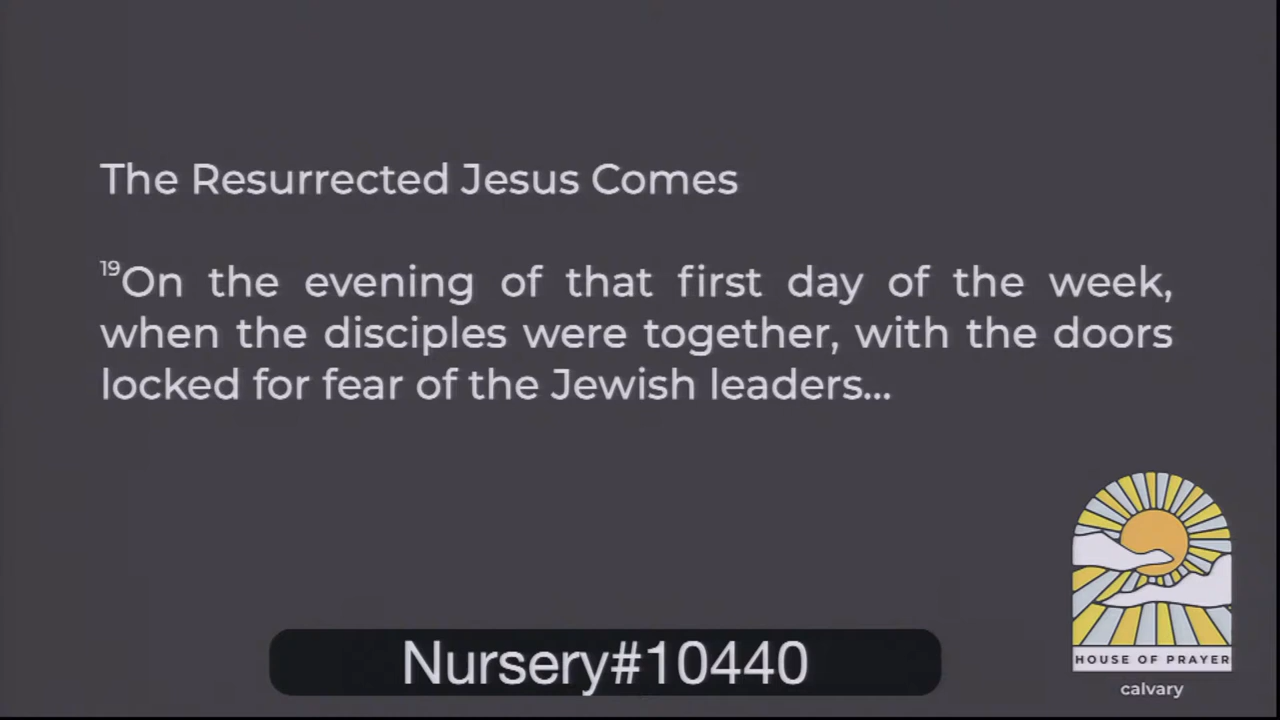 The Resurrected Jesus Comes
19On the evening of that first day of the week,
when the disciples were together, with the doors
locked for fear of the Jewish leaders...
HOUSE OF PRAYER
calvary
Nursery#10440